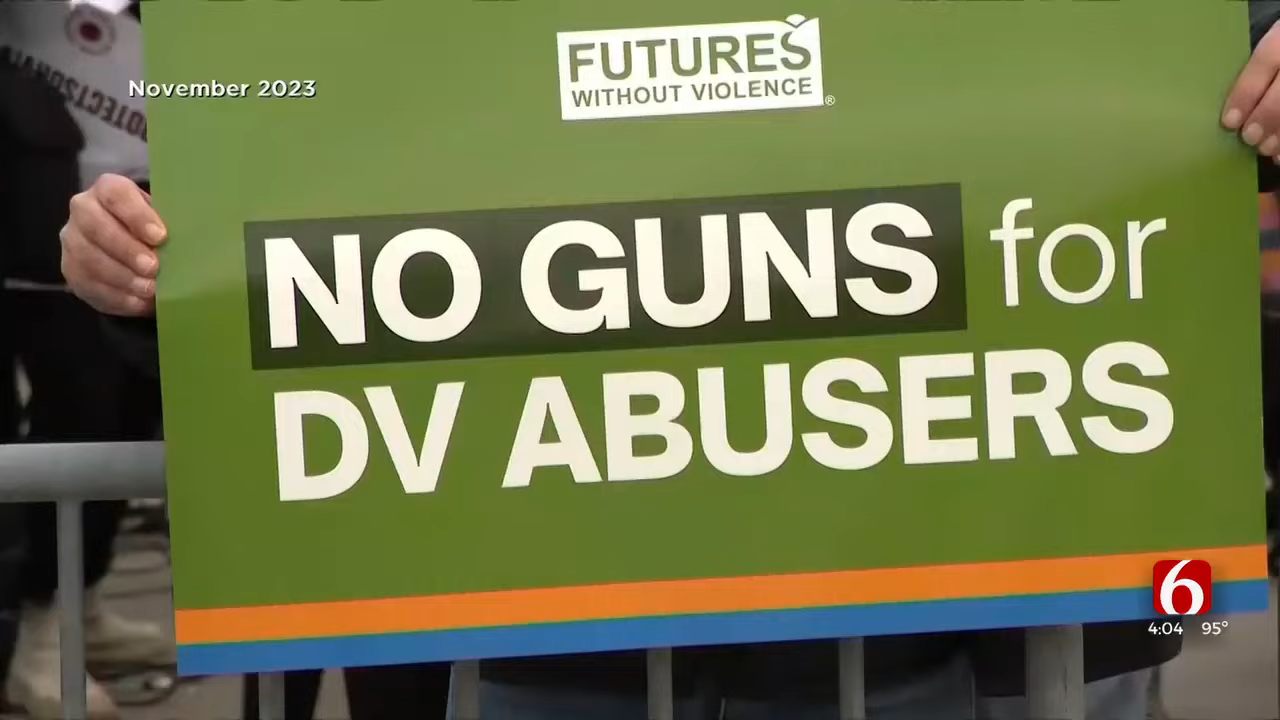 November 2023
FUTURES
WITHOUT VIOLENCE®
NO GUNS for
DV ABUSERS
6
4:04 95°